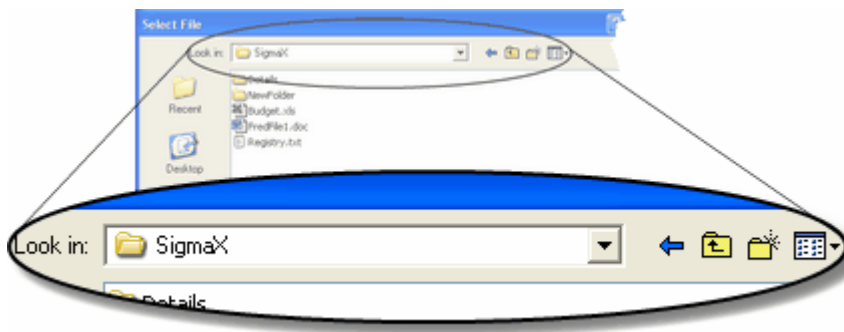 Select File
Look in: SigmaX
Details
NewFolder
Recent
Budget.xls
FredFile1.doc
Registry.txt
Desktop
Look in: SigmaX
Details